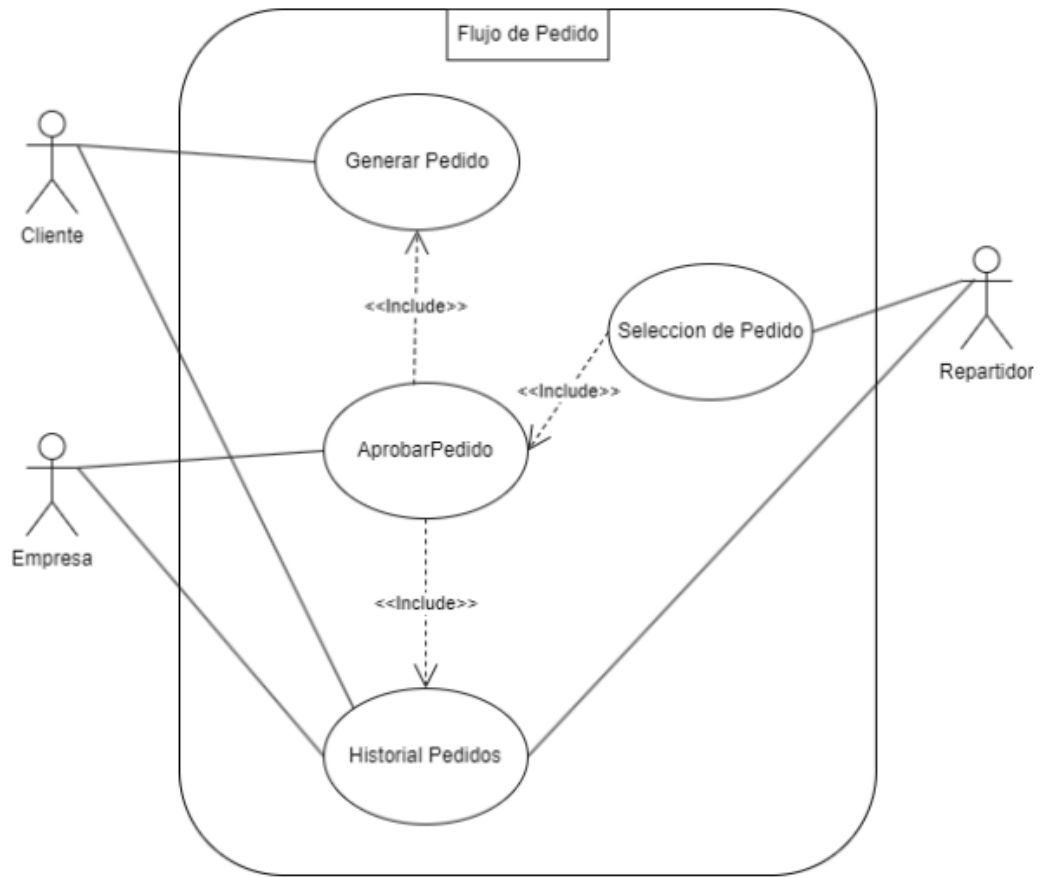 Flujo de Pedido
Generar Pedido
Cliente
<<Include>>
Seleccion de Pedido
Repartidor
<<Include>>
AprobarPedido
Empresa
<<Include>>
Historial Pedidos